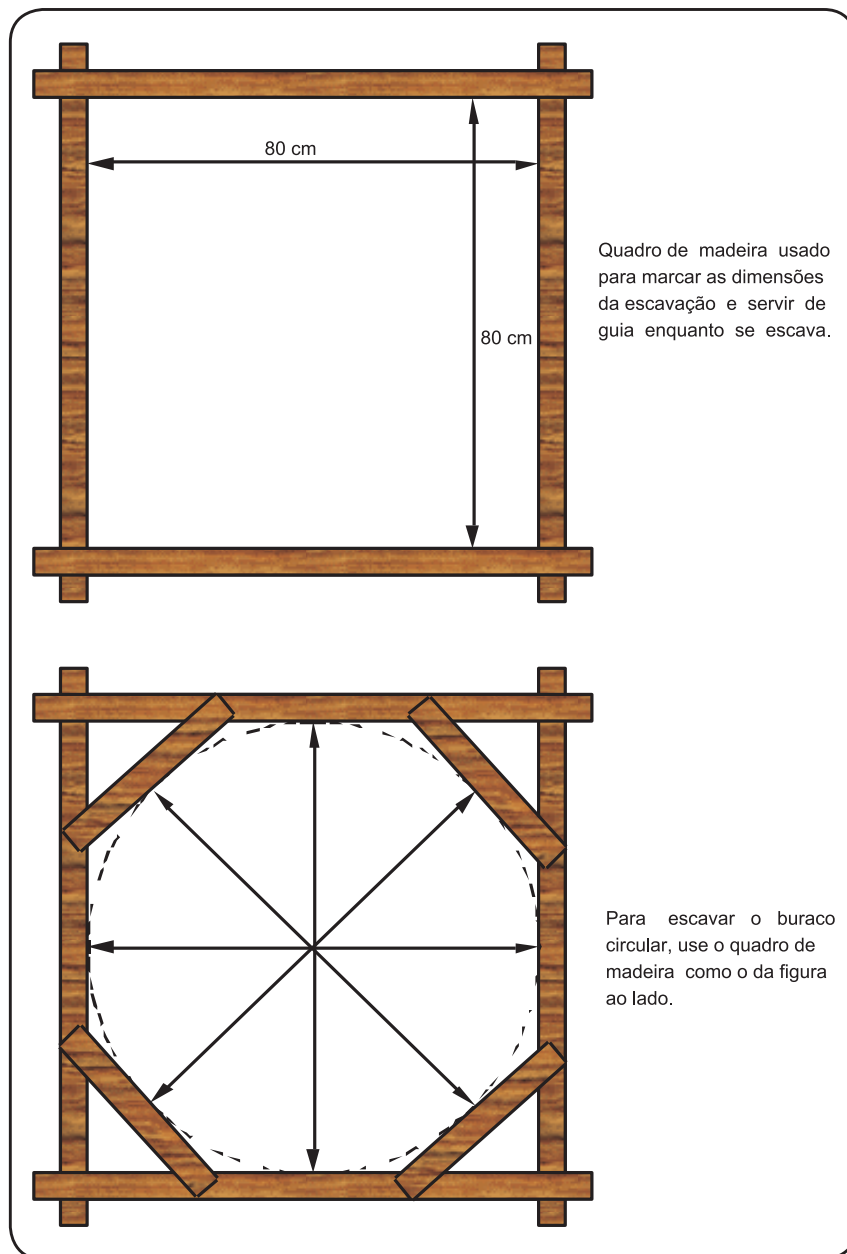 80 cm
80 cm
Quadro de madeira usado
para marcar as dimensões
da escavação e servir de
guia enquanto se escava.
Para escavar o buraco
circular, use o quadro de
madeira como o da figura
ao lado.